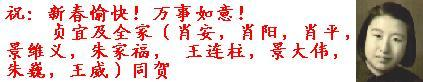 祝：新春愉快！万事如意！
贞宜及全家（肖安，肖阳，肖平，
景维义，朱家福， 王连柱，景大伟，
朱巍，王威）同贺